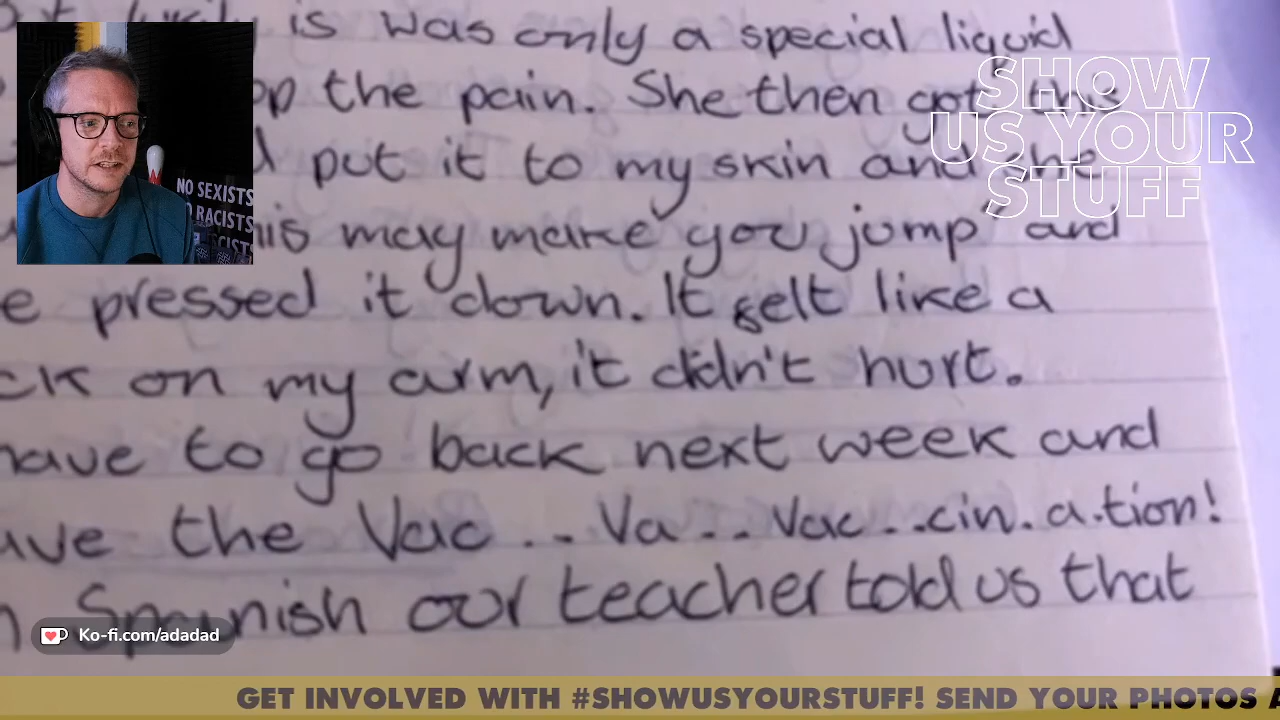 is was only a special liquid
the pain. She then got this
put it to my skin and she
may make you jump" and
pressed it down. It felt like a
on my arm, it didn't hurt.
have to go back next week and
the Vac... Va... Vac...cin.a.tion!
Spanish our teacher told us that
SHOW
US YOUR
STUFF
NO SEXISTS
RACISTS
Ko-fi.com/adadad
GET INVOLVED WITH #SHOWUSYOURSTUFF! SEND YOUR PHOTOS